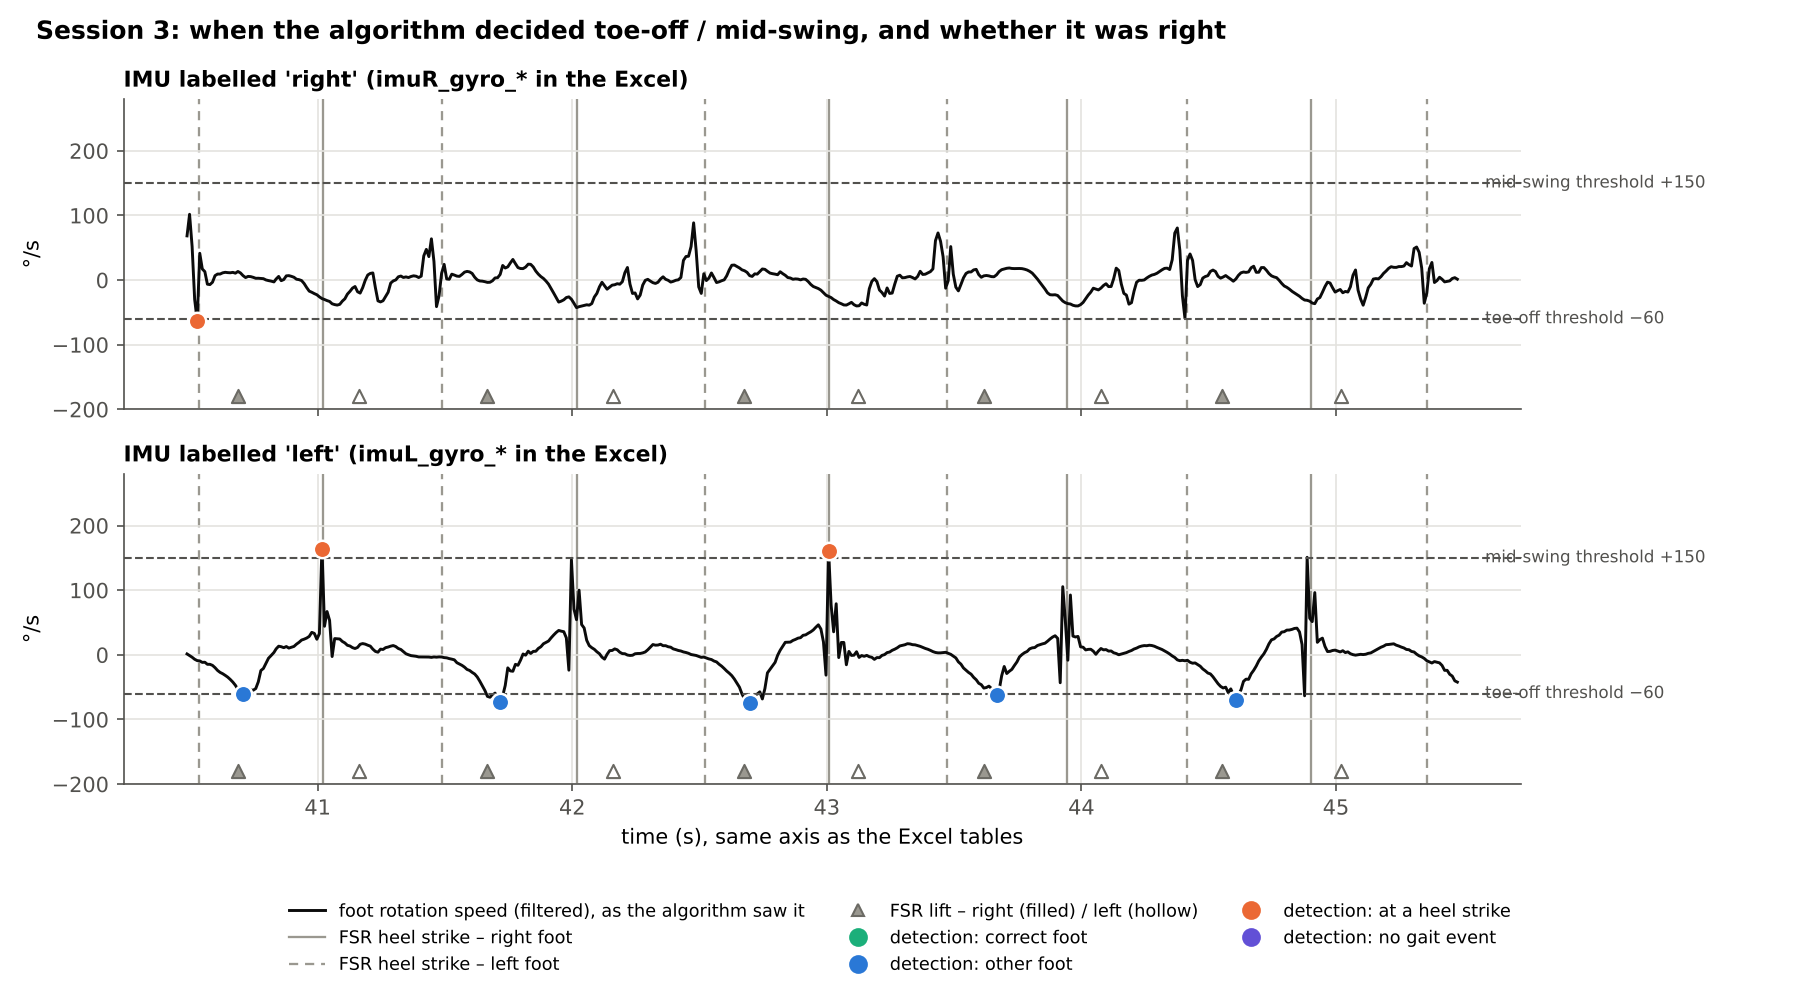 Session 3: when the algorithm decided toe-off / mid-swing, and whether it was right
IMU labelled 'right' (imuR_gyro_* in the Excel)
°/s
200
100
0
−100
−200
mid-swing threshold +150
toe-off threshold −60
IMU labelled 'left' (imuL_gyro_* in the Excel)
°/s
200
100
0
−100
−200
mid-swing threshold +150
toe-off threshold −60
41
42
43
44
45
time (s), same axis as the Excel tables
foot rotation speed (filtered), as the algorithm saw it
FSR heel strike – right foot
FSR heel strike – left foot
FSR lift – right (filled) / left (hollow)
detection: correct foot
detection: other foot
detection: at a heel strike
detection: no gait event